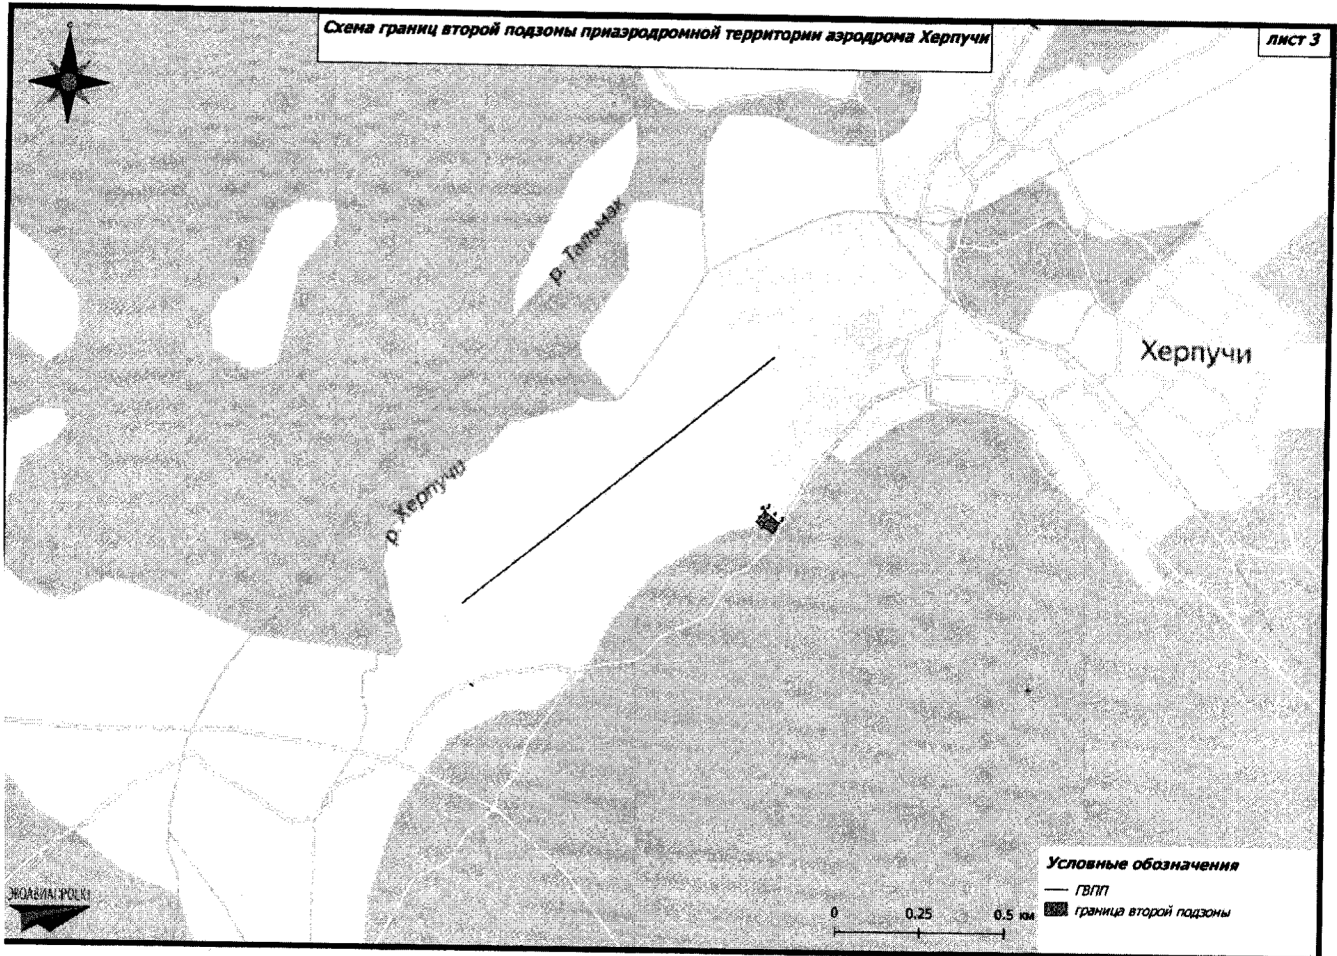 Схема границ второй подзоны приаэродромной территории аэродрома Херпучи
лист 3
с
р. Тальмак
Херпучи
р. Херпучи
Условные обозначения
ГВПП
граница второй подзоны
0 0.25 0.5 км